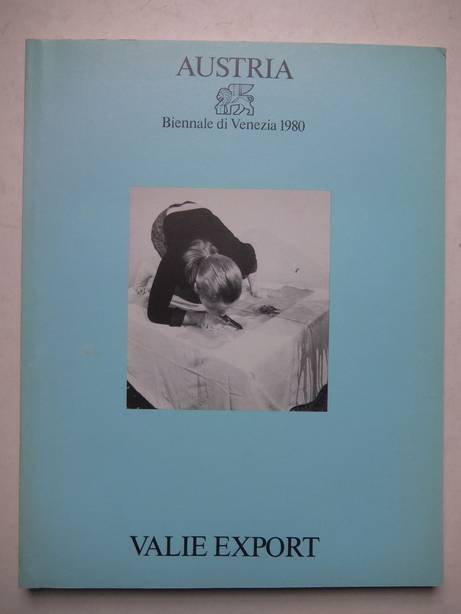 AUSTRIA
Biennale di Venezia 1980
VALIE EXPORT